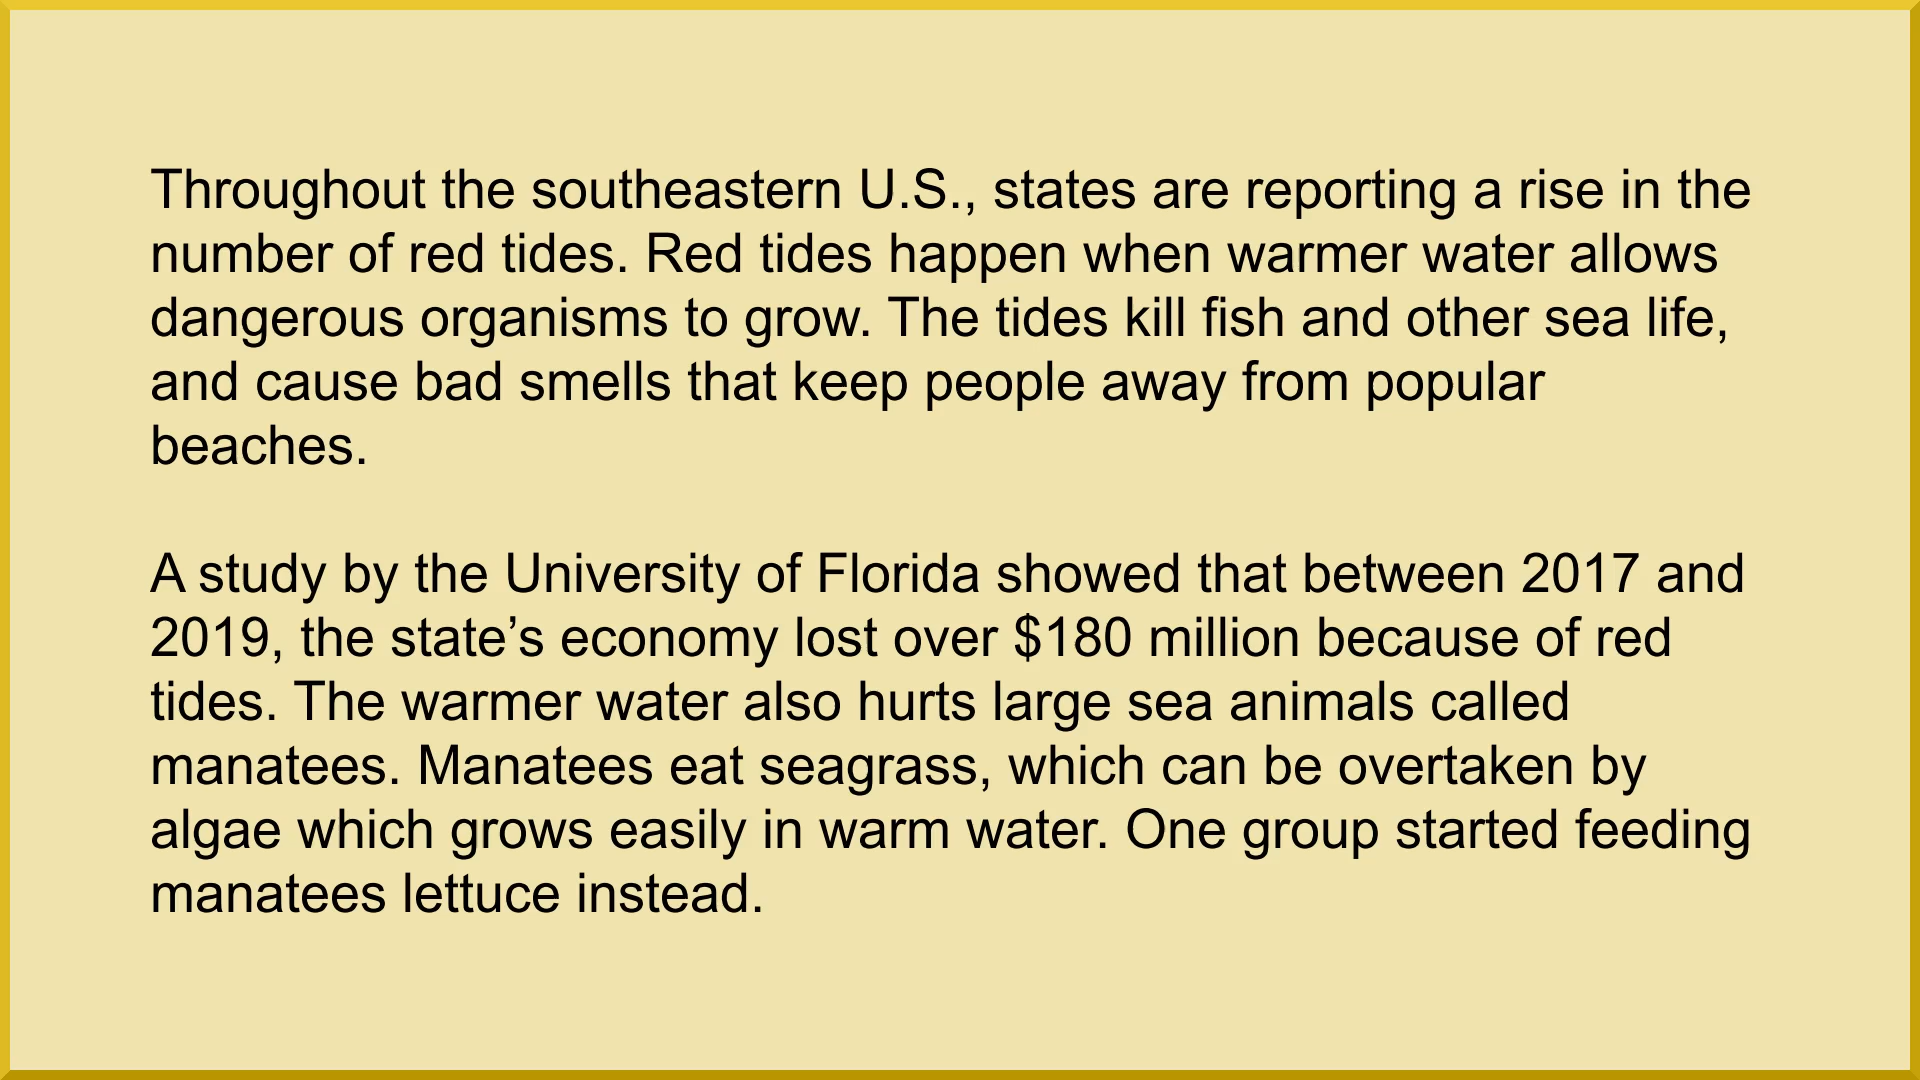 Throughout the southeastern U.S., states are reporting a rise in the
number of red tides. Red tides happen when warmer water allows
dangerous organisms to grow. The tides kill fish and other sea life,
and cause bad smells that keep people away from popular
beaches.
A study by the University of Florida showed that between 2017 and
2019, the state’s economy lost over $180 million because of red
tides. The warmer water also hurts large sea animals called
manatees. Manatees eat seagrass, which can be overtaken by
algae which grows easily in warm water. One group started feeding
manatees lettuce instead.